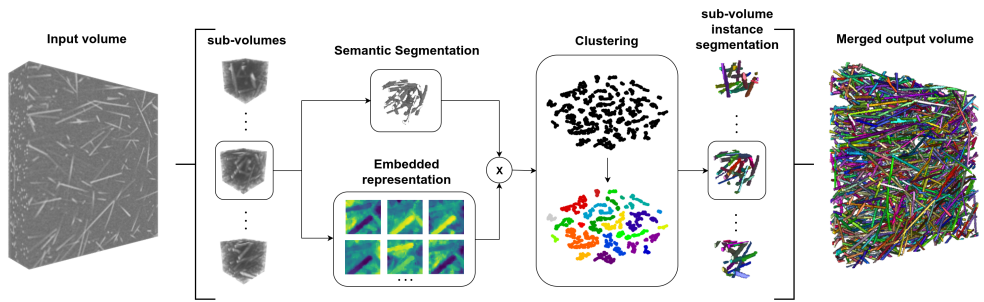 Input volume
sub-volumes
Semantic Segmentation
Embedded
representation
X
Clustering
sub-volume
instance
segmentation
Merged output volume